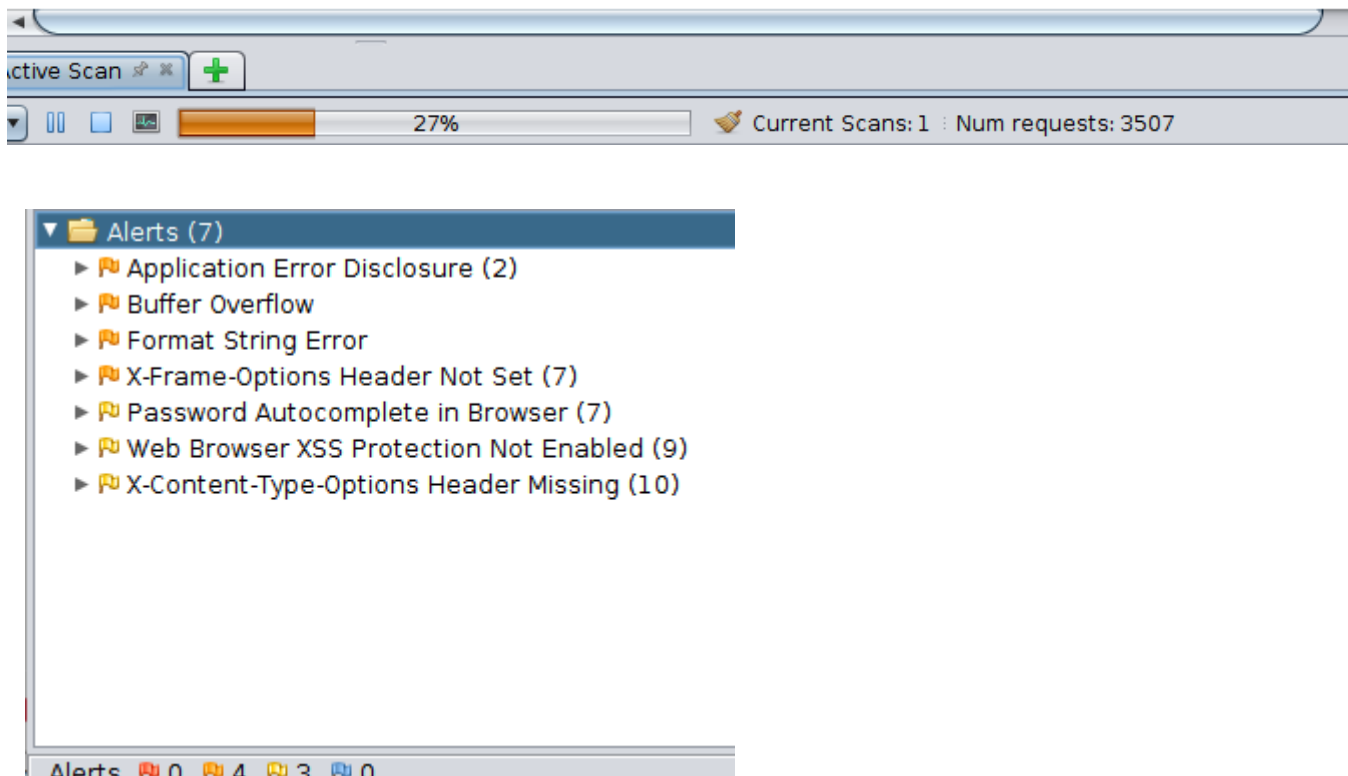 Active Scan
27% Current Scans: 1 Num requests: 3507
Alerts (7)
Application Error Disclosure (2)
Buffer Overflow
Format String Error
X-Frame-Options Header Not Set (7)
Password Autocomplete in Browser (7)
Web Browser XSS Protection Not Enabled (9)
X-Content-Type-Options Header Missing (10)
Alerts 0 4 3 0